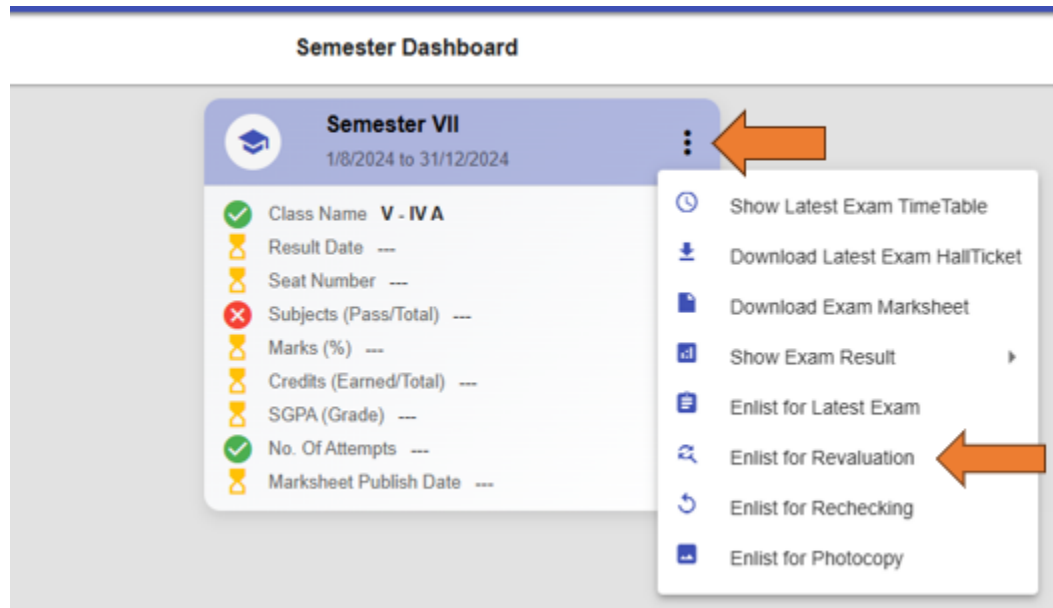 Semester Dashboard
Semester VII
1/8/2024 to 31/12/2024
Class Name V - IV A
Result Date ---
Seat Number ---
Subjects (Pass/Total) ---
Marks (%) ---
Credits (Earned/Total) ---
SGPA (Grade) ---
No. Of Attempts ---
Marksheet Publish Date ---
Show Latest Exam TimeTable
Download Latest Exam HallTicket
Download Exam Marksheet
Show Exam Result
Enlist for Latest Exam
Enlist for Revaluation
Enlist for Rechecking
Enlist for Photocopy